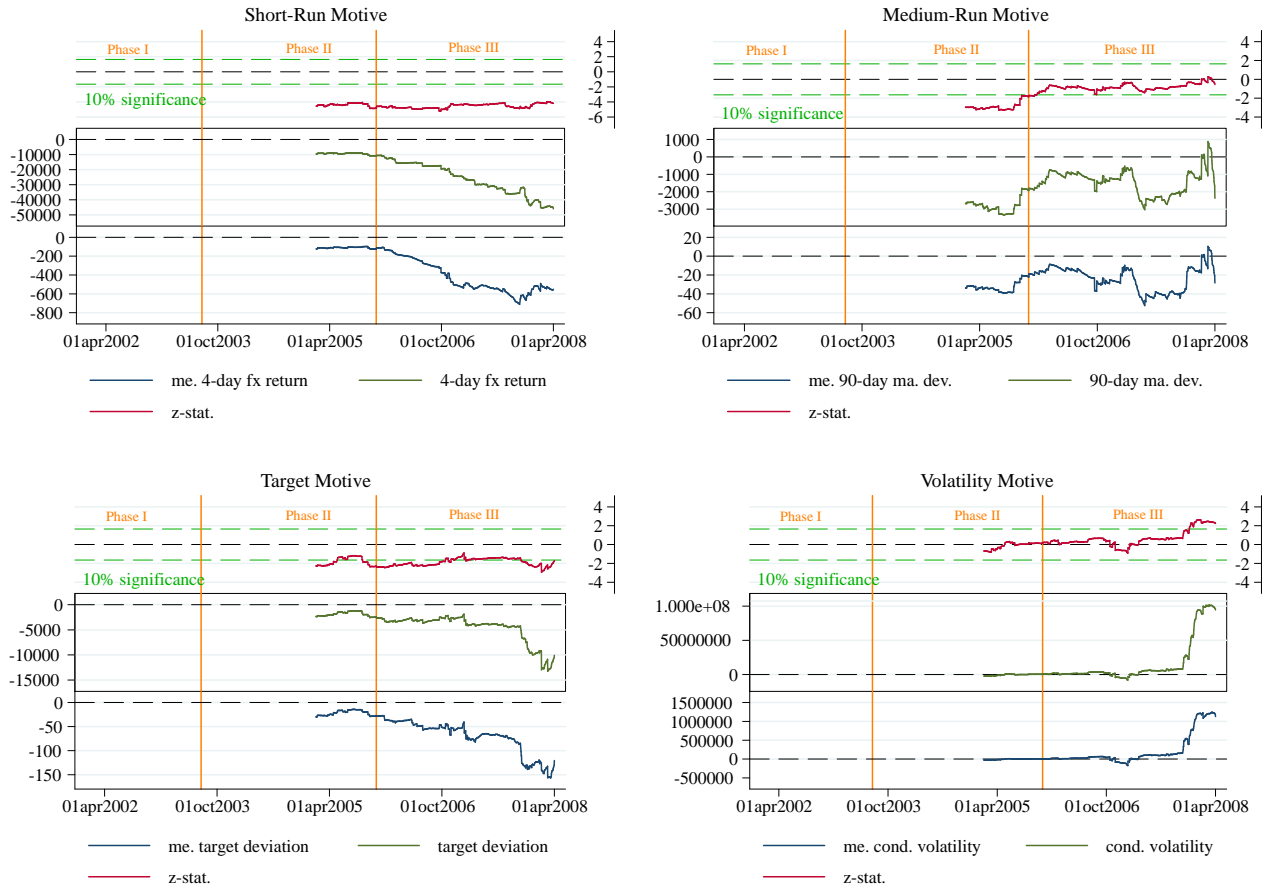 Short-Run Motive
Phase I
Phase II
Phase III
4
2
0
-2
-4
-6
10% significance
0
-10000
-20000
-30000
-40000
-50000
0
-200
-400
-600
-800
01apr2002 01oct2003 01apr2005 01oct2006 01apr2008
me. 4-day fx return 4-day fx return
z-stat.
Medium-Run Motive
Phase I
Phase II
Phase III
4
2
0
-2
-4
10% significance
1000
0
-1000
-2000
-3000
20
0
-20
-40
-60
01apr2002 01oct2003 01apr2005 01oct2006 01apr2008
me. 90-day ma. dev. 90-day ma. dev.
z-stat.
Target Motive
Phase I
Phase II
Phase III
4
2
0
-2
-4
10% significance
0
-5000
-10000
-15000
0
-50
-100
-150
01apr2002 01oct2003 01apr2005 01oct2006 01apr2008
me. target deviation target deviation
z-stat.
Volatility Motive
Phase I
Phase II
Phase III
4
2
0
-2
-4
10% significance
1.000e+08
50000000
0
1500000
1000000
500000
0
-500000
01apr2002 01oct2003 01apr2005 01oct2006 01apr2008
me. cond. volatility cond. volatility
z-stat.